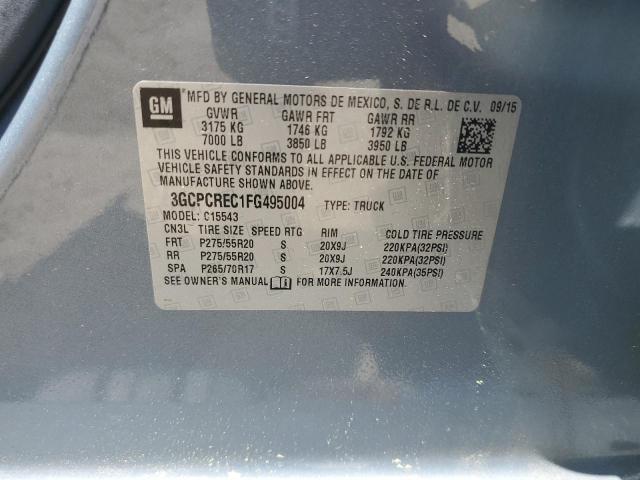 GM MFD BY GENERAL MOTORS DE MEXICO, S. DE R.L. DE C.V. 09/15
GVWR GAWR FRT GAWR RR
3175 KG 1746 KG 1792 KG
7000 LB 3850 LB 3950 LB
THIS VEHICLE CONFORMS TO ALL APPLICABLE U.S. FEDERAL MOTOR
VEHICLE SAFETY STANDARDS IN EFFECT ON THE DATE OF
MANUFACTURE SHOWN ABOVE.
3GCPCREC1FG495004 TYPE: TRUCK
MODEL: C15543
CN3L TIRE SIZE SPEED RTG RIM COLD TIRE PRESSURE
FRT P275/55R20 S 20X9J 220KPA(32PSI)
RR P275/55R20 S 20X9J 220KPA(32PSI)
SPA P265/70R17 S 17X7.5J 240KPA(35PSI)
SEE OWNER'S MANUAL FOR MORE INFORMATION.